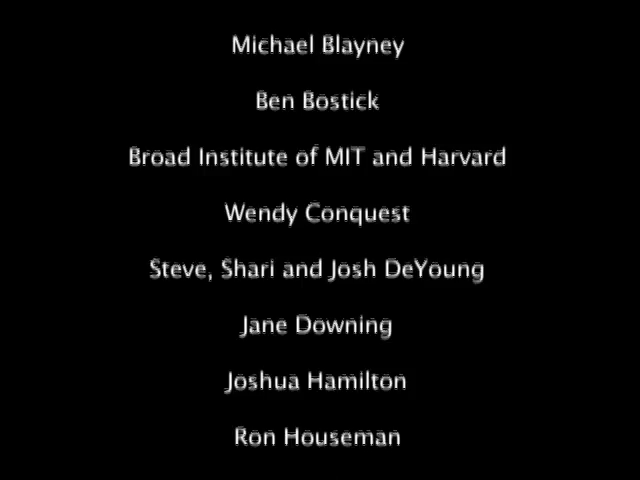 Michael Blayney
Ben Bostick
Broad Institute of MIT and Harvard
Wendy Conquest
Steve, Shari and Josh DeYoung
Jane Downing
Joshua Hamilton
Ron Houseman